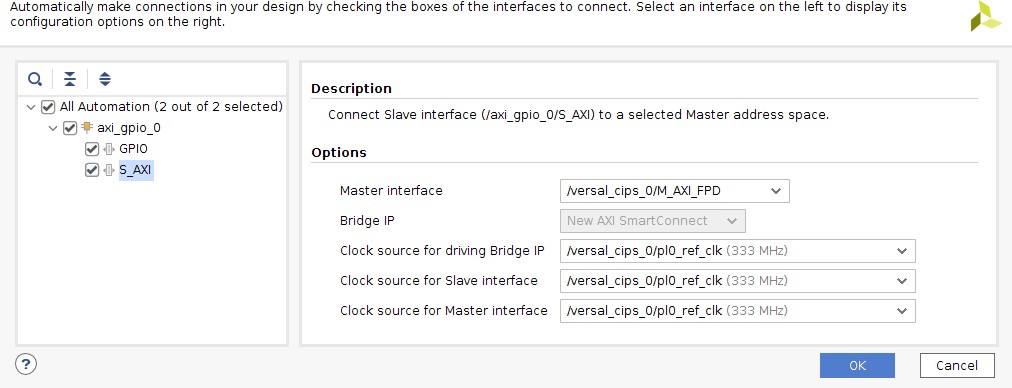 Automatically make connections in your design by checking the boxes of the interfaces to connect. Select an interface on the left to display its
configuration options on the right.
All Automation (2 out of 2 selected)
axi_gpio_0
GPIO
S_AXI
Description
Connect Slave interface (/axi_gpio_0/S_AXI) to a selected Master address space.
Options
Master interface /versal_cips_0/M_AXI_FPD
Bridge IP New AXI SmartConnect
Clock source for driving Bridge IP /versal_cips_0/pl0_ref_clk (333 MHz)
Clock source for Slave interface /versal_cips_0/pl0_ref_clk (333 MHz)
Clock source for Master interface /versal_cips_0/pl0_ref_clk (333 MHz)
?
OK Cancel